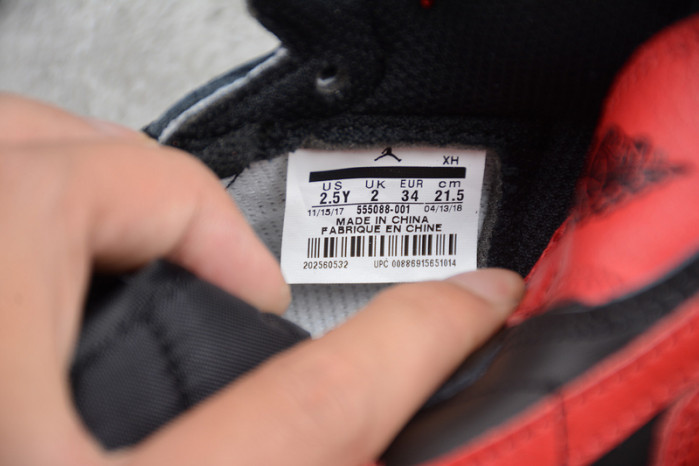 XH
US UK EUR cm
2.5Y 2 34 21.5
11/15/17 555088-001 04/13/18
MADE IN CHINA
FABRIQUE EN CHINE
202560532 UPC 00886915651014